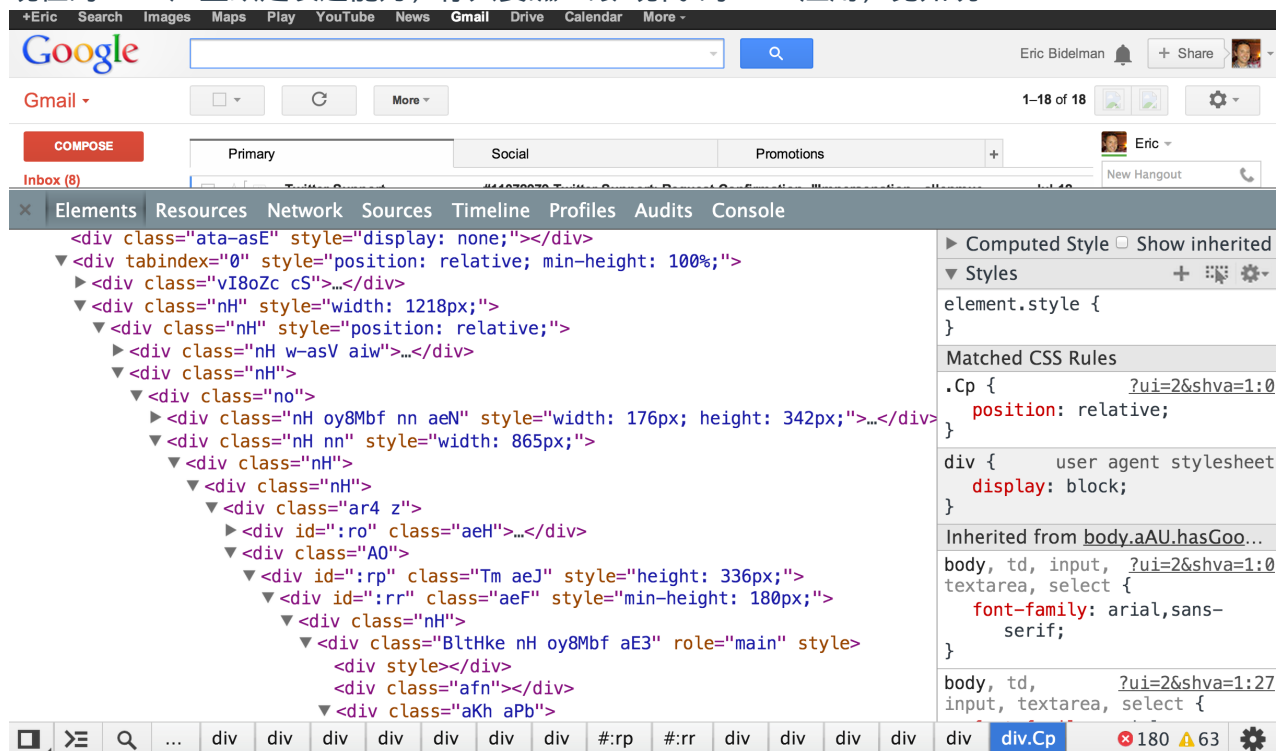 +Eric Search Images Maps Play YouTube News Gmail Drive Calendar More
Google
Eric Bidelman + Share
Gmail
More
1–18 of 18
COMPOSE
Primary Social Promotions +
Eric
Inbox (8)
New Hangout
× Elements Resources Network Sources Timeline Profiles Audits Console
<div class="ata-asE" style="display: none;"></div>
▼<div tabindex="0" style="position: relative; min-height: 100%;">
▶<div class="vI8oZc cS">…</div>
▼<div class="nH" style="width: 1218px;">
▼<div class="nH" style="position: relative;">
▶<div class="nH w-asV aiw">…</div>
▼<div class="nH">
▼<div class="no">
▶<div class="nH oy8Mbf nn aeN" style="width: 176px; height: 342px;">…</div>
▼<div class="nH nn" style="width: 865px;">
▼<div class="nH">
▼<div class="nH">
▼<div class="ar4 z">
▶<div id=":ro" class="aeH">…</div>
▼<div class="AO">
▼<div id=":rp" class="Tm aeJ" style="height: 336px;">
▼<div id=":rr" class="aeF" style="min-height: 180px;">
▼<div class="nH">
▼<div class="BltHke nH oy8Mbf aE3" role="main" style>
<div style></div>
<div class="afn"></div>
▼<div class="aKh aPb">
▶ Computed Style Show inherited
▼ Styles
element.style {
}
Matched CSS Rules
.Cp { ?ui=2&shva=1:0
position: relative;
}
div { user agent stylesheet
display: block;
}
Inherited from body.aAU.hasGoo…
body, td, input, ?ui=2&shva=1:0
textarea, select {
font-family: arial,sans-
serif;
}
body, td, ?ui=2&shva=1:27
input, textarea, select {
… div div div div div div div #:rp #:rr div div div div div div.Cp 180 63